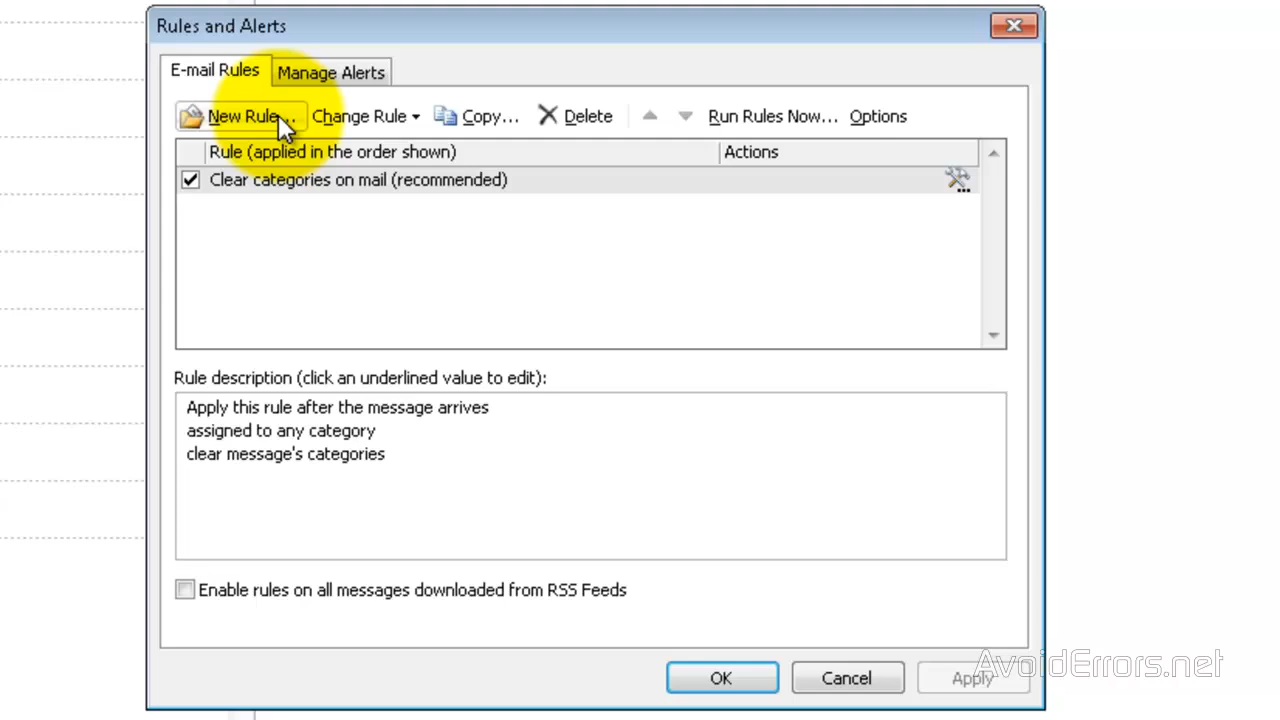 Rules and Alerts
E-mail Rules
Manage Alerts
New Rule... Change Rule Copy... Delete Run Rules Now... Options
Rule (applied in the order shown) Actions
Clear categories on mail (recommended)
Rule description (click an underlined value to edit):
Apply this rule after the message arrives
assigned to any category
clear message's categories
Enable rules on all messages downloaded from RSS Feeds
OK Cancel Apply
AvoidErrors.net